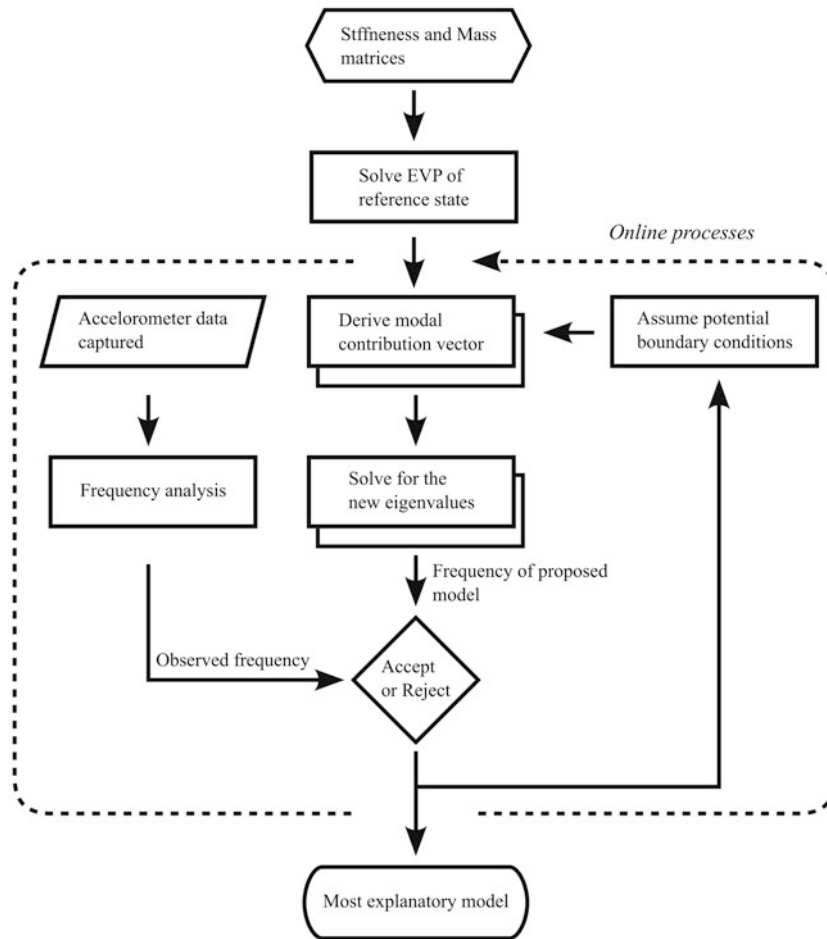 Stffneness and Mass
matrices
Solve EVP of
reference state
Online processes
Accelorometer data
captured
Derive modal
contribution vector
Assume potential
boundary conditions
Frequency analysis
Solve for the
new eigenvalues
Frequency of proposed
model
Observed frequency
Accept
or Reject
Most explanatory model